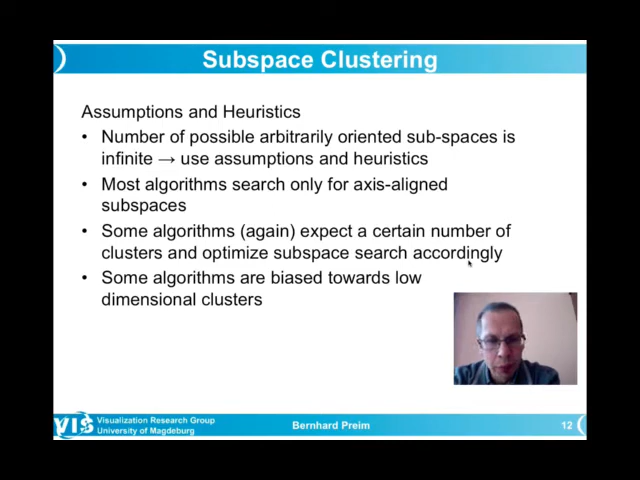 Subspace Clustering
Assumptions and Heuristics
• Number of possible arbitrarily oriented sub-spaces is
infinite → use assumptions and heuristics
• Most algorithms search only for axis-aligned
subspaces
• Some algorithms (again) expect a certain number of
clusters and optimize subspace search accordingly
• Some algorithms are biased towards low
dimensional clusters
VIS
Visualization Research Group
University of Magdeburg
Bernhard Preim
12